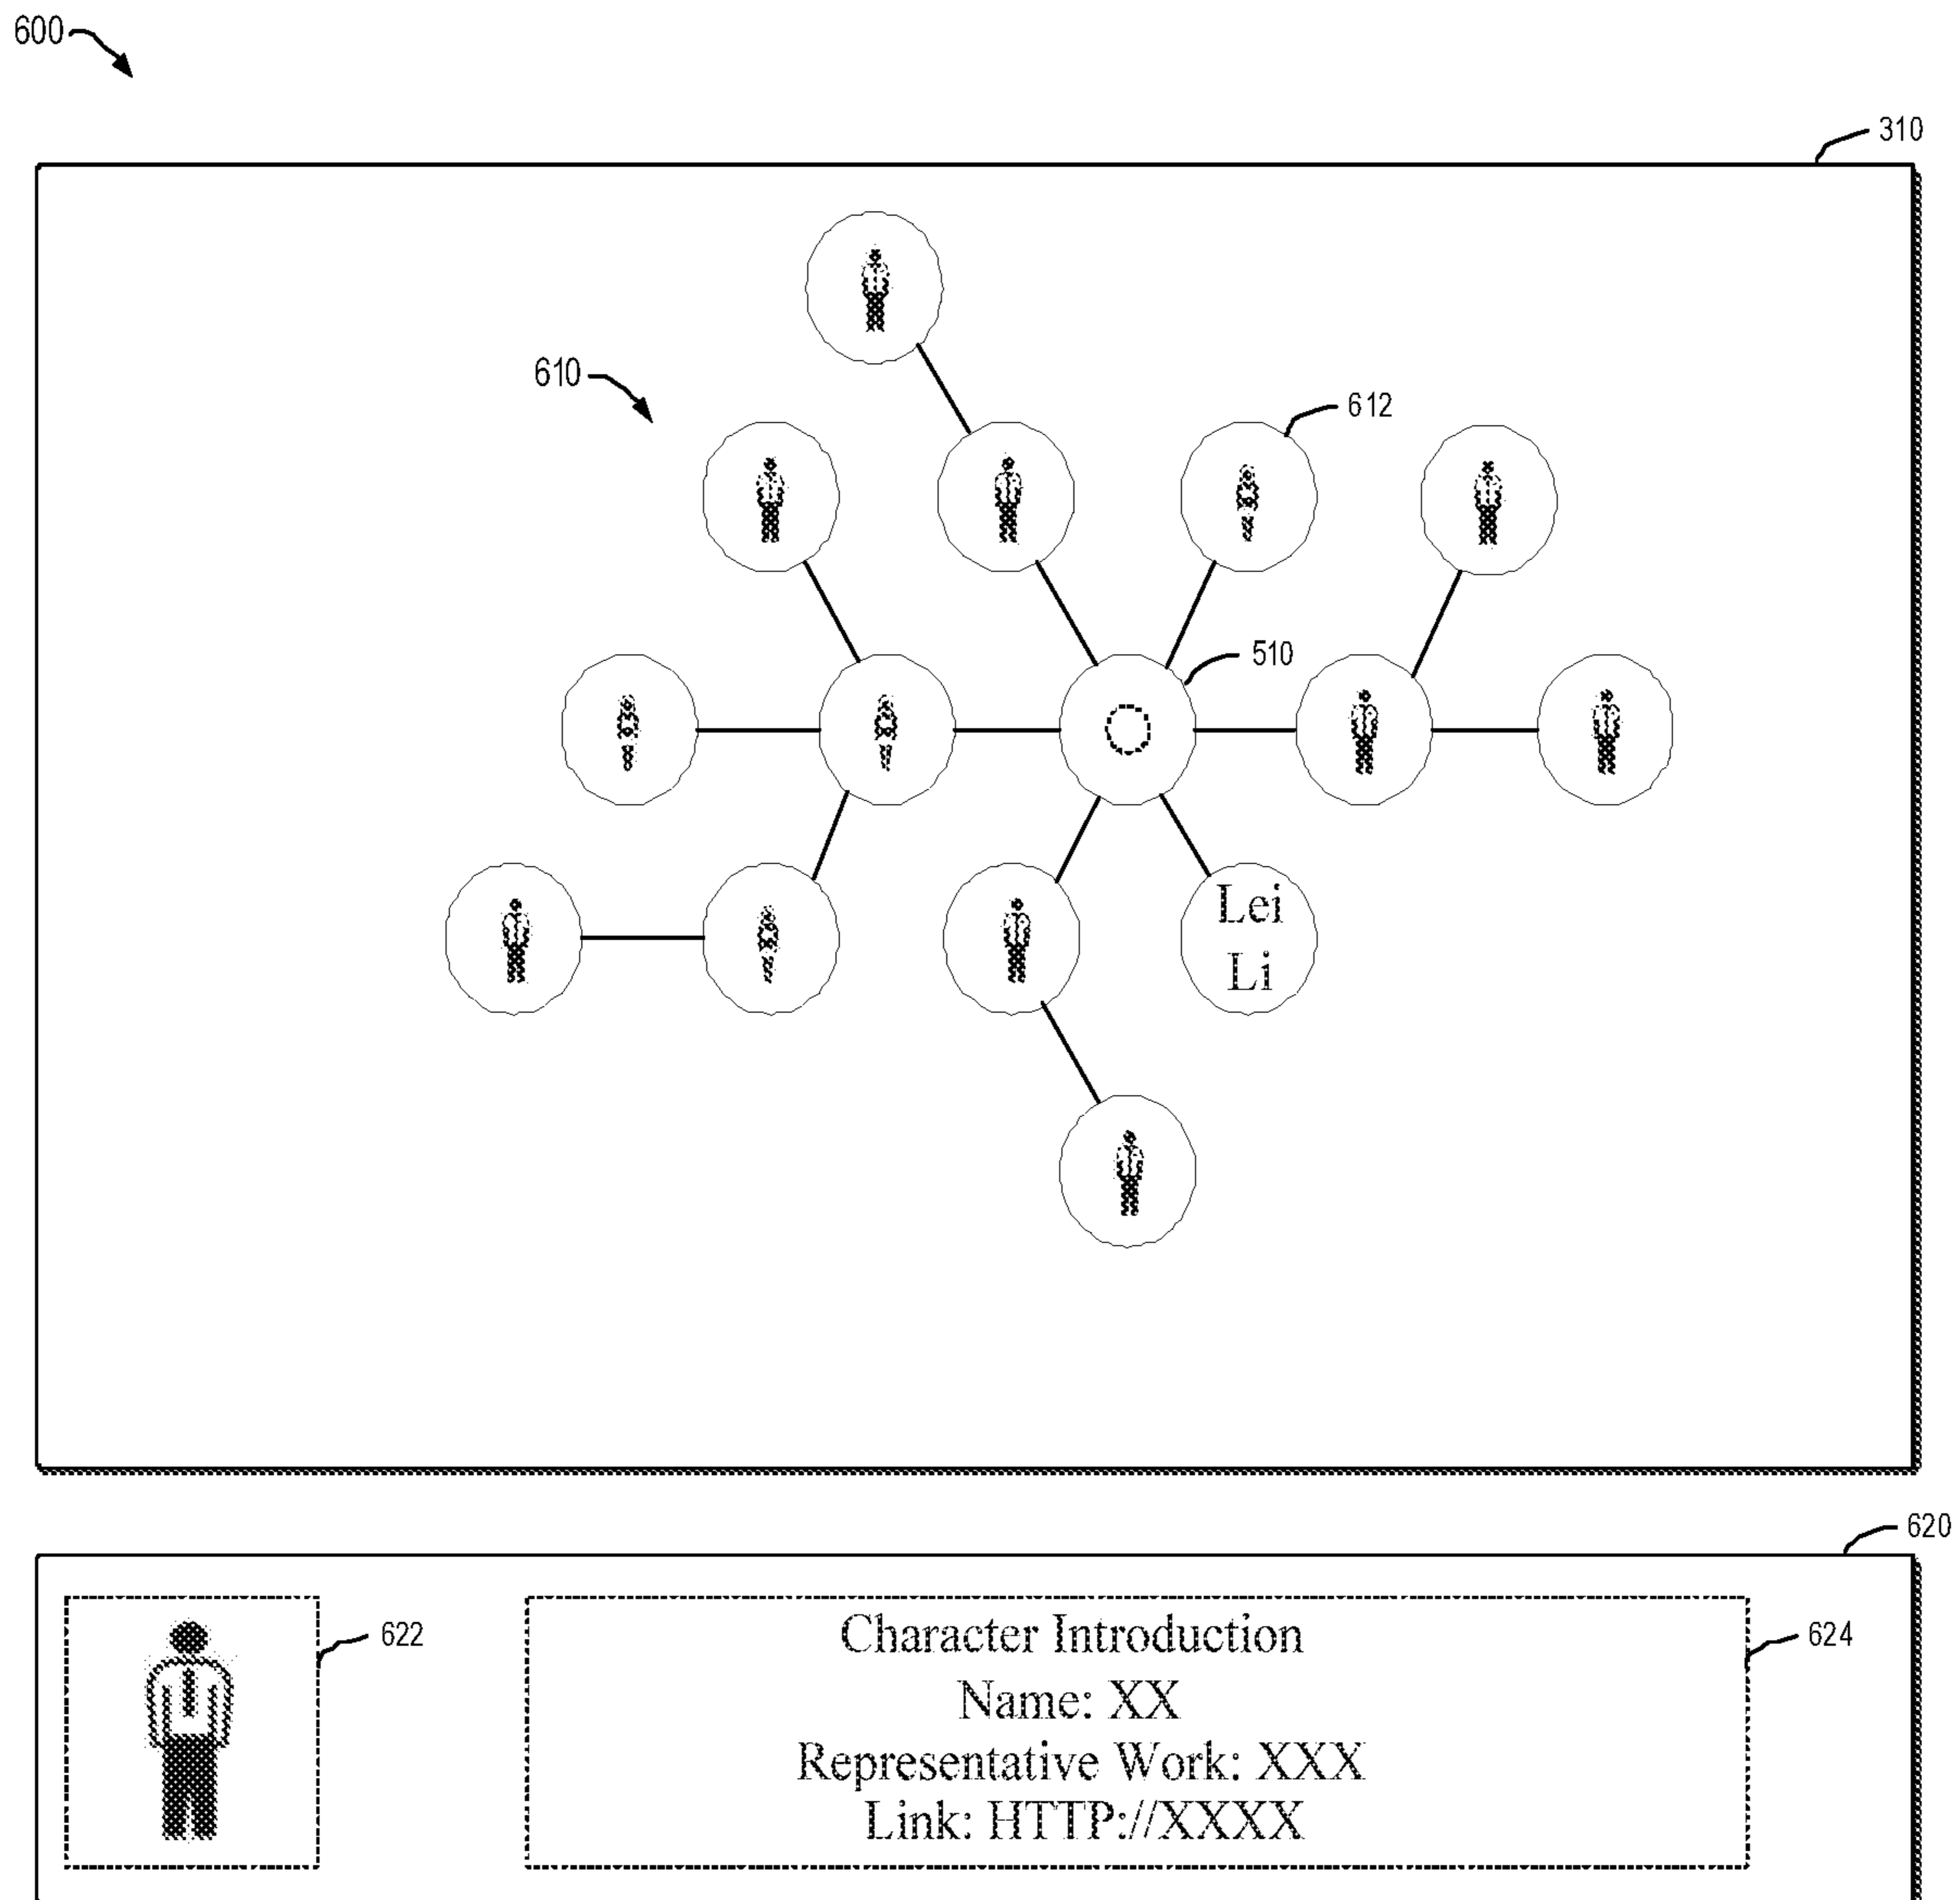 600
310
610
612
510
Lei
Li
620
622
Character Introduction
Name: XX
Representative Work: XXX
Link: HTTP://XXXX
624